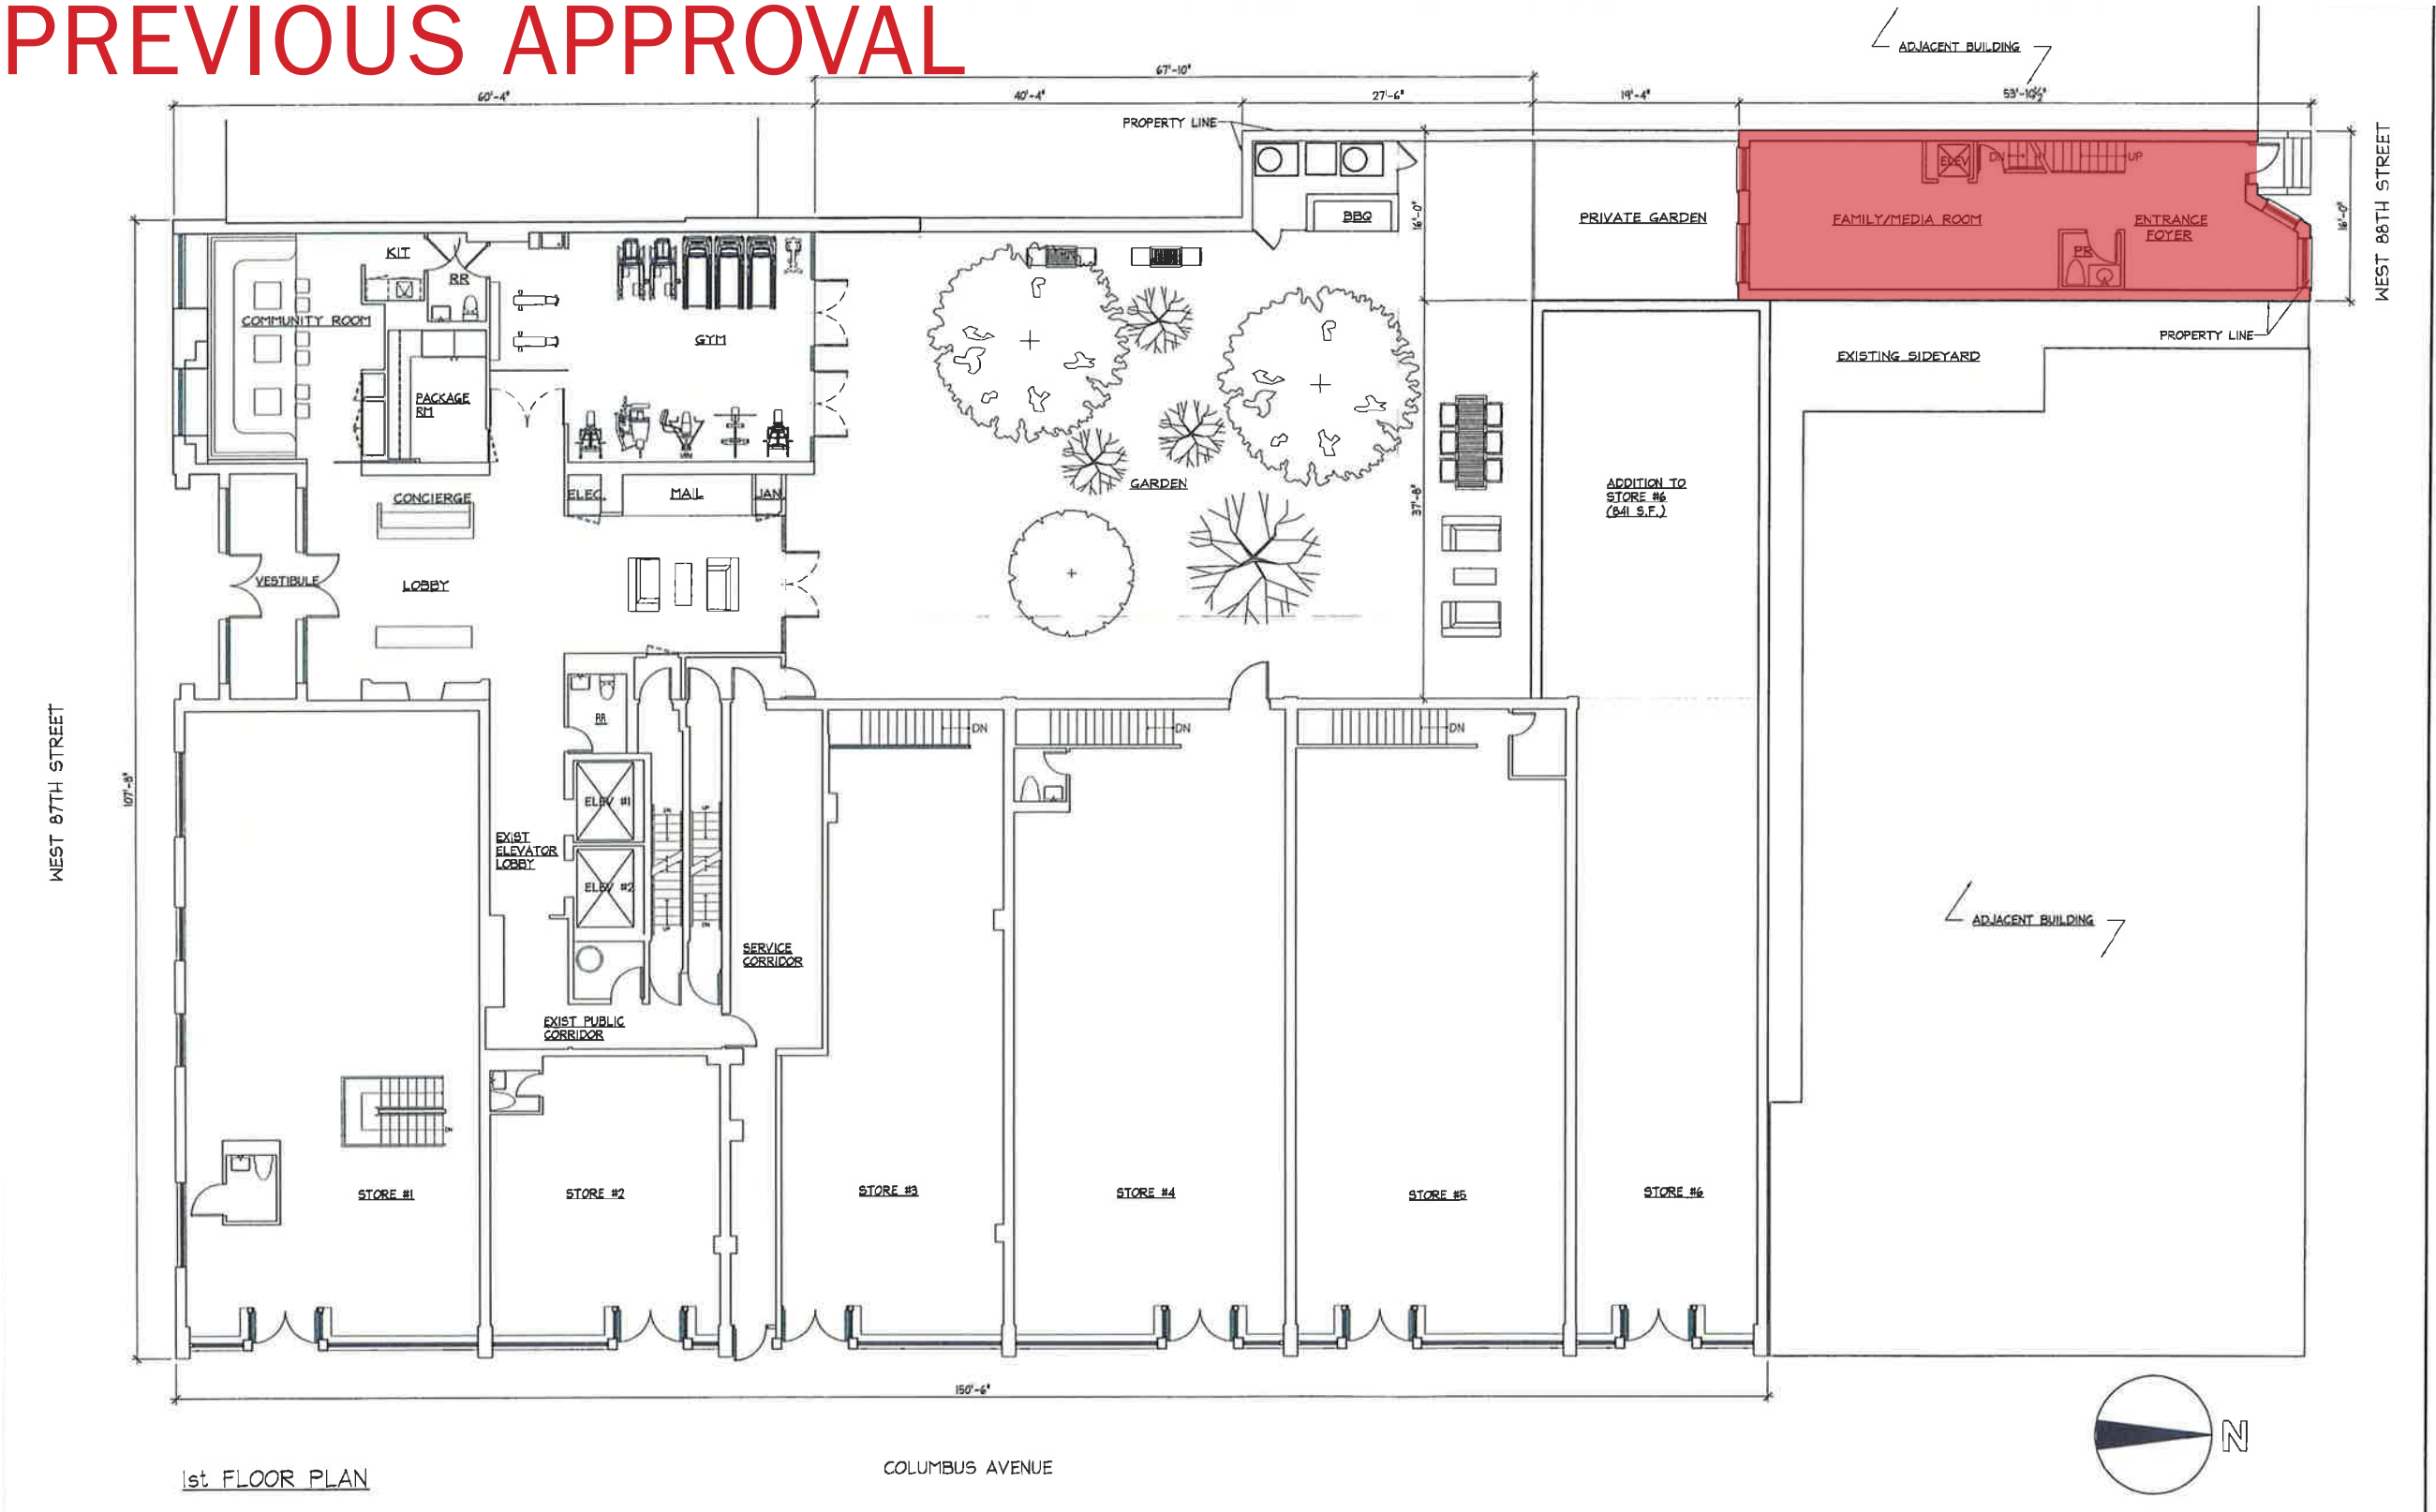 PREVIOUS APPROVAL
ADJACENT BUILDING
67'-10"
60'-4"
40'-4"
27'-6"
19'-4"
53'-10½"
PROPERTY LINE
WEST 88TH STREET
16'-0"
16'-0"
ELEV
DN
UP
BBQ
PRIVATE GARDEN
FAMILY/MEDIA ROOM
ENTRANCE
FOYER
PR
KIT
RR
COMMUNITY ROOM
GYM
PROPERTY LINE
EXISTING SIDEYARD
PACKAGE
RM
CONCIERGE
ELEC.
MAIL
JAN.
GARDEN
37'-8"
ADDITION TO
STORE #6
(841 S.F.)
VESTIBULE
LOBBY
RR
DN
DN
DN
WEST 87TH STREET
107'-8"
ELEV #1
EXIST
ELEVATOR
LOBBY
ELEV #2
DN
UP
UP
DN
SERVICE
CORRIDOR
ADJACENT BUILDING
EXIST PUBLIC
CORRIDOR
DN
STORE #1
STORE #2
STORE #3
STORE #4
STORE #5
STORE #6
150'-6"
N
COLUMBUS AVENUE
1st FLOOR PLAN